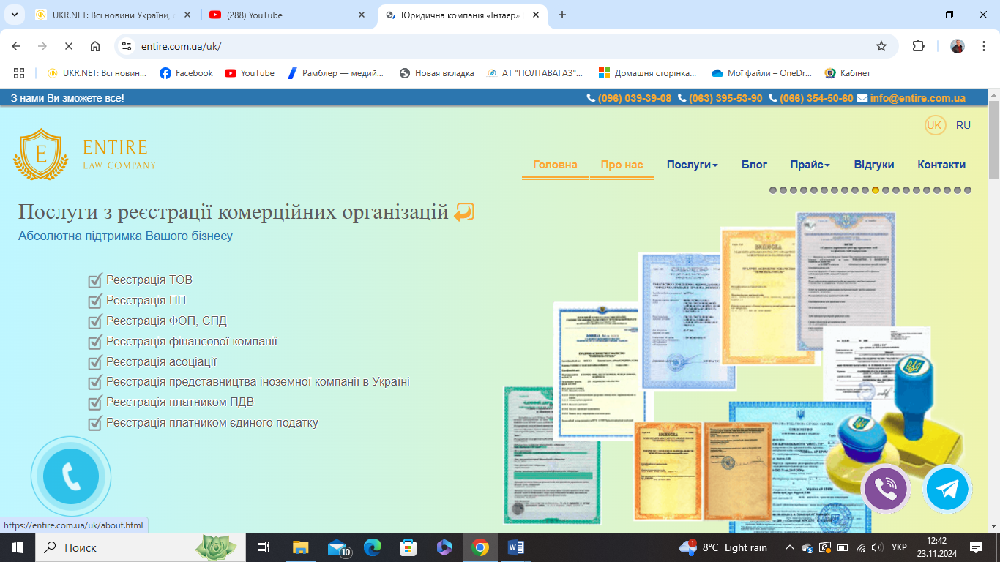 UKR.NET: Всі новини України,
(288) YouTube
Юридична компанія «Інтаєр»
entire.com.ua/uk/
UKR.NET: Всі новин...
Facebook
YouTube
Рамблер — медий...
Новая вкладка
АТ "ПОЛТАВАГАЗ"...
Домашня сторінка...
Мої файли – OneDr...
Кабінет
З нами Ви зможете все!
(096) 039-39-08 (063) 395-53-90 (066) 354-50-60 info@entire.com.ua
UK RU
E
ENTIRE
LAW COMPANY
Головна Про нас Послуги Блог Прайс Відгуки Контакти
Послуги з реєстрації комерційних організацій
Абсолютна підтримка Вашого бізнесу
Реєстрація ТОВ
Реєстрація ПП
Реєстрація ФОП, СПД
Реєстрація фінансової компанії
Реєстрація асоціації
Реєстрація представництва іноземної компанії в Україні
Реєстрація платником ПДВ
Реєстрація платником єдиного податку
ВИПИСКА
СВІДОЦТВО
ВИПИСКА
https://entire.com.ua/uk/about.html
Поиск
10
1
8°C Light rain
УКР
12:42
23.11.2024